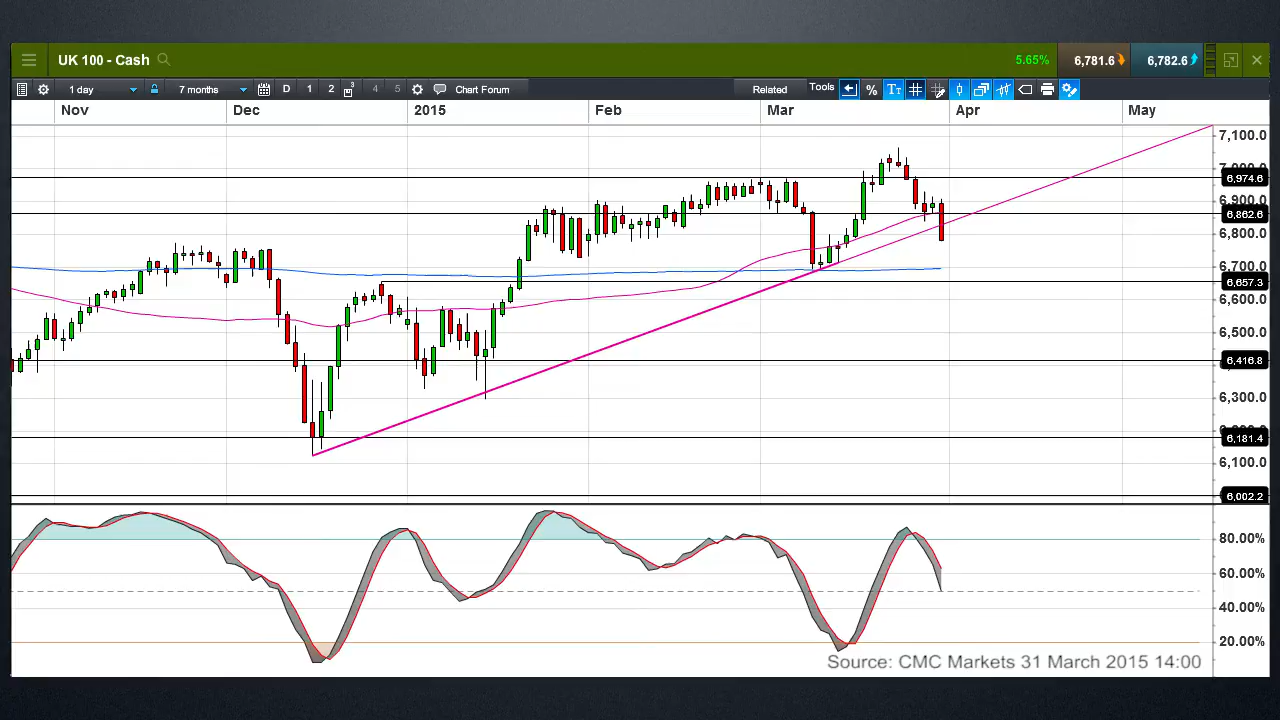 UK 100 - Cash
5.65%
6,781.6
6,782.6
1 day
7 months
D
1
2
3
4
5
Chart Forum
Related
Tools
%
Nov
Dec
2015
Feb
Mar
Apr
May
7,100.0
6,974.6
6,900.0
6,862.6
6,800.0
6,700.0
6,657.3
6,600.0
6,500.0
6,416.8
6,300.0
6,181.4
6,100.0
6,002.2
80.00%
60.00%
40.00%
20.00%
Source: CMC Markets 31 March 2015 14:00